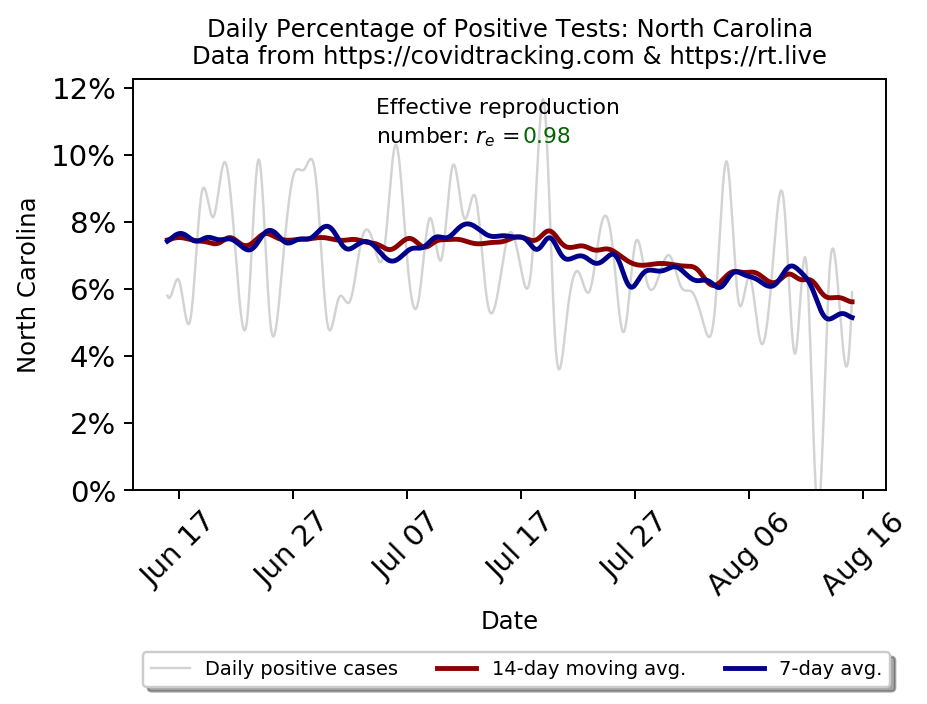 Daily Percentage of Positive Tests: North Carolina
Data from https://covidtracking.com & https://rt.live
12%
10%
8%
6%
4%
2%
0%
North Carolina
Effective reproduction
number: rₑ =0.98
Jun 17
Jun 27
Jul 07
Jul 17
Jul 27
Aug 06
Aug 16
Date
Daily positive cases
14-day moving avg.
7-day avg.